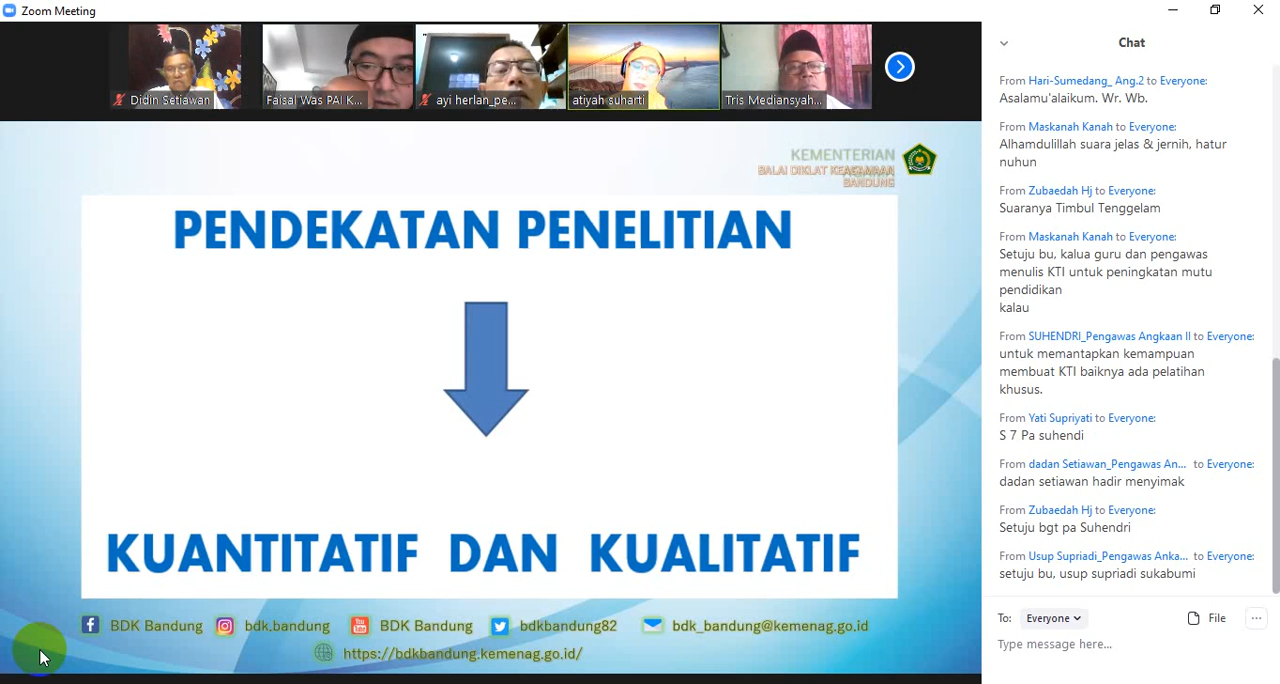 Zoom Meeting
Didin Setiawan
Faisal Was PAI K...
ayi herlan_pe...
atiyah suharti
Tris Mediansyah...
KEMENTERIAN
BALAI DIKLAT KEAGAMAAN
BANDUNG
PENDEKATAN PENELITIAN
KUANTITATIF DAN KUALITATIF
BDK Bandung
bdk.bandung
BDK Bandung
bdkbandung82
bdk_bandung@kemenag.go.id
https://bdkbandung.kemenag.go.id/
Chat
From Hari-Sumedang_ Ang.2 to Everyone:
Asalamu'alaikum. Wr. Wb.
From Maskanah Kanah to Everyone:
Alhamdulillah suara jelas & jernih, hatur
nuhun
From Zubaedah Hj to Everyone:
Suaranya Timbul Tenggelam
From Maskanah Kanah to Everyone:
Setuju bu, kalua guru dan pengawas
menulis KTI untuk peningkatan mutu
pendidikan
kalau
From SUHENDRI_Pengawas Angkaan II to Everyone:
untuk memantapkan kemampuan
membuat KTI baiknya ada pelatihan
khusus.
From Yati Supriyati to Everyone:
S 7 Pa suhendi
From dadan Setiawan_Pengawas An... to Everyone:
dadan setiawan hadir menyimak
From Zubaedah Hj to Everyone:
Setuju bgt pa Suhendri
From Usup Supriadi_Pengawas Anka... to Everyone:
setuju bu, usup supriadi sukabumi
To: Everyone
File
Type message here...